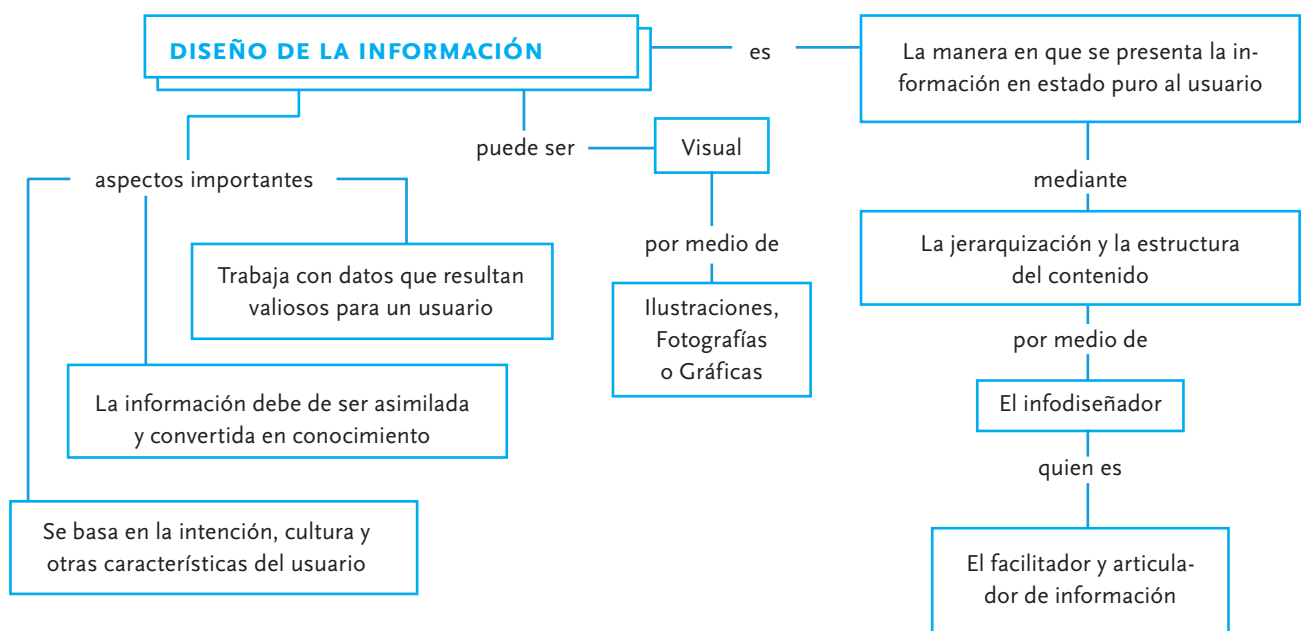 DISEÑO DE LA INFORMACIÓN
es
La manera en que se presenta la in-
formación en estado puro al usuario
puede ser
Visual
aspectos importantes
mediante
por medio de
La jerarquización y la estructura
del contenido
Trabaja con datos que resultan
valiosos para un usuario
Ilustraciones,
Fotografías
o Gráficas
por medio de
La información debe de ser asimilada
y convertida en conocimiento
El infodiseñador
quien es
Se basa en la intención, cultura y
otras características del usuario
El facilitador y articula-
dor de información